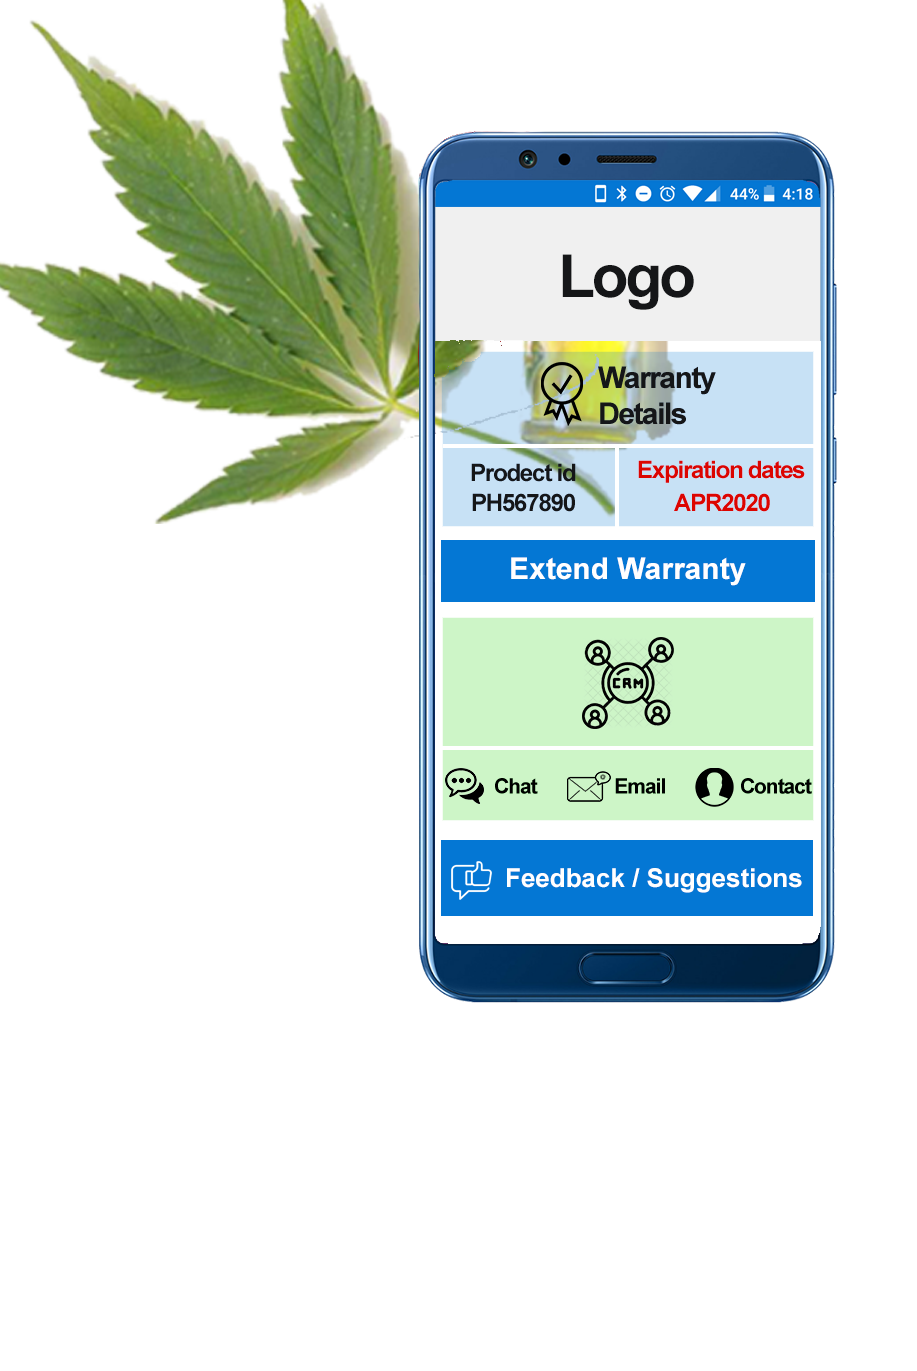 44% 4:18
Logo
Warranty
Details
Prodect id
PH567890
Expiration dates
APR2020
Extend Warranty
CRM
Chat
Email
Contact
Feedback / Suggestions